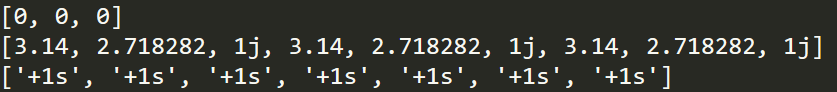 [0, 0, 0]
[3.14, 2.718282, 1j, 3.14, 2.718282, 1j, 3.14, 2.718282, 1j]
['+1s', '+1s', '+1s', '+1s', '+1s', '+1s', '+1s']